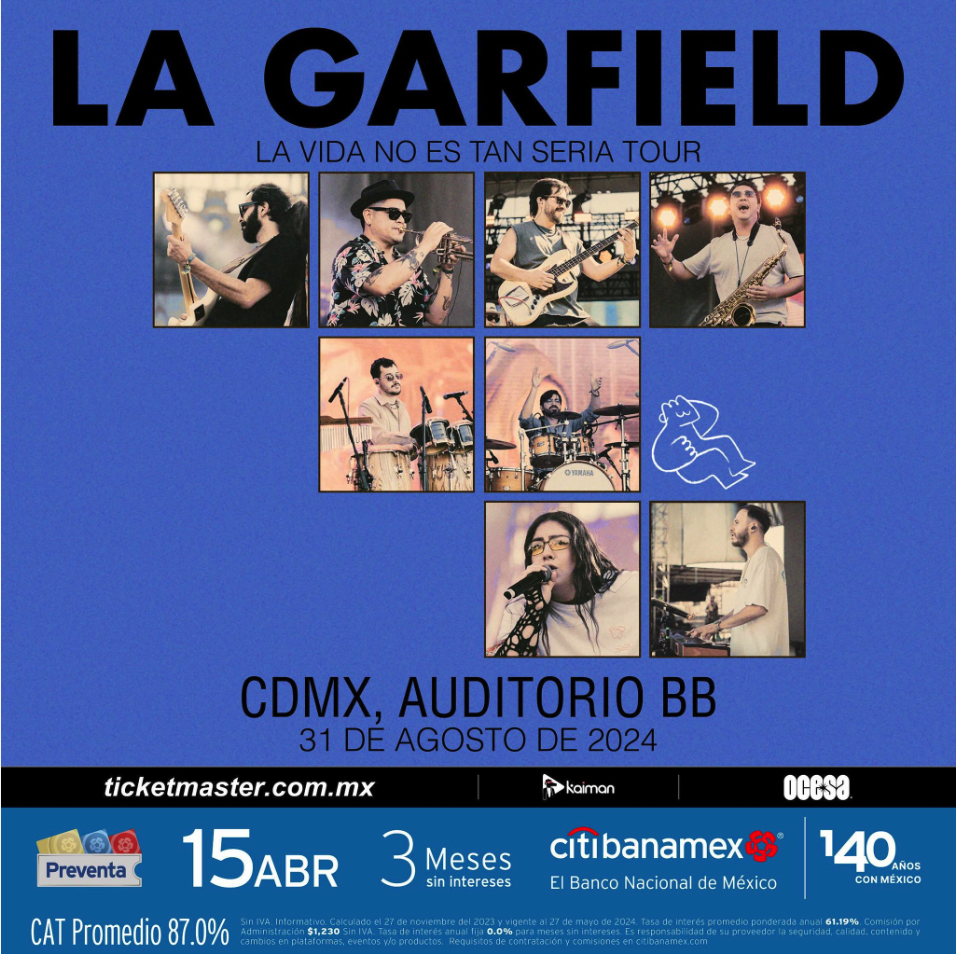 LA GARFIELD
LA VIDA NO ES TAN SERIA TOUR
YAMAHA
CDMX, AUDITORIO BB
31 DE AGOSTO DE 2024
ticketmaster.com.mx
kaiman
ocesa
Preventa
15 ABR
3 Meses
sin intereses
citibanamex®
El Banco Nacional de México
140 AÑOS
CON MÉXICO
CAT Promedio 87.0%
Sin IVA. Informativo. Calculado el 27 de noviembre del 2023 y vigente al 27 de mayo de 2024. Tasa de interés promedio ponderada anual 61.19%. Comisión por
Administración $1,230 Sin IVA. Tasa de interés anual fija 0.0% para meses sin intereses. Es responsabilidad de su proveedor la seguridad, calidad, contenido y
cambios en plataformas, eventos y/o productos. Requisitos de contratación y comisiones en citibanamex.com